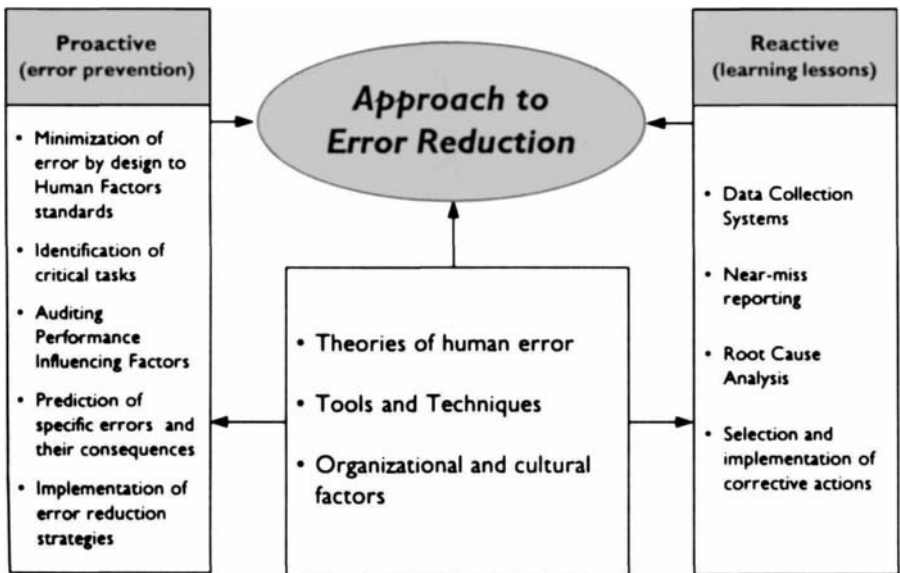 Proactive
(error prevention)
• Minimization of
error by design to
Human Factors
standards
• Identification of
critical tasks
• Auditing
Performance
Influencing Factors
• Prediction of
specific errors and
their consequences
• Implementation of
error reduction
strategies
Approach to
Error Reduction
• Theories of human error
• Tools and Techniques
• Organizational and cultural
factors
Reactive
(learning lessons)
• Data Collection
Systems
• Near-miss
reporting
• Root Cause
Analysis
• Selection and
implementation of
corrective actions